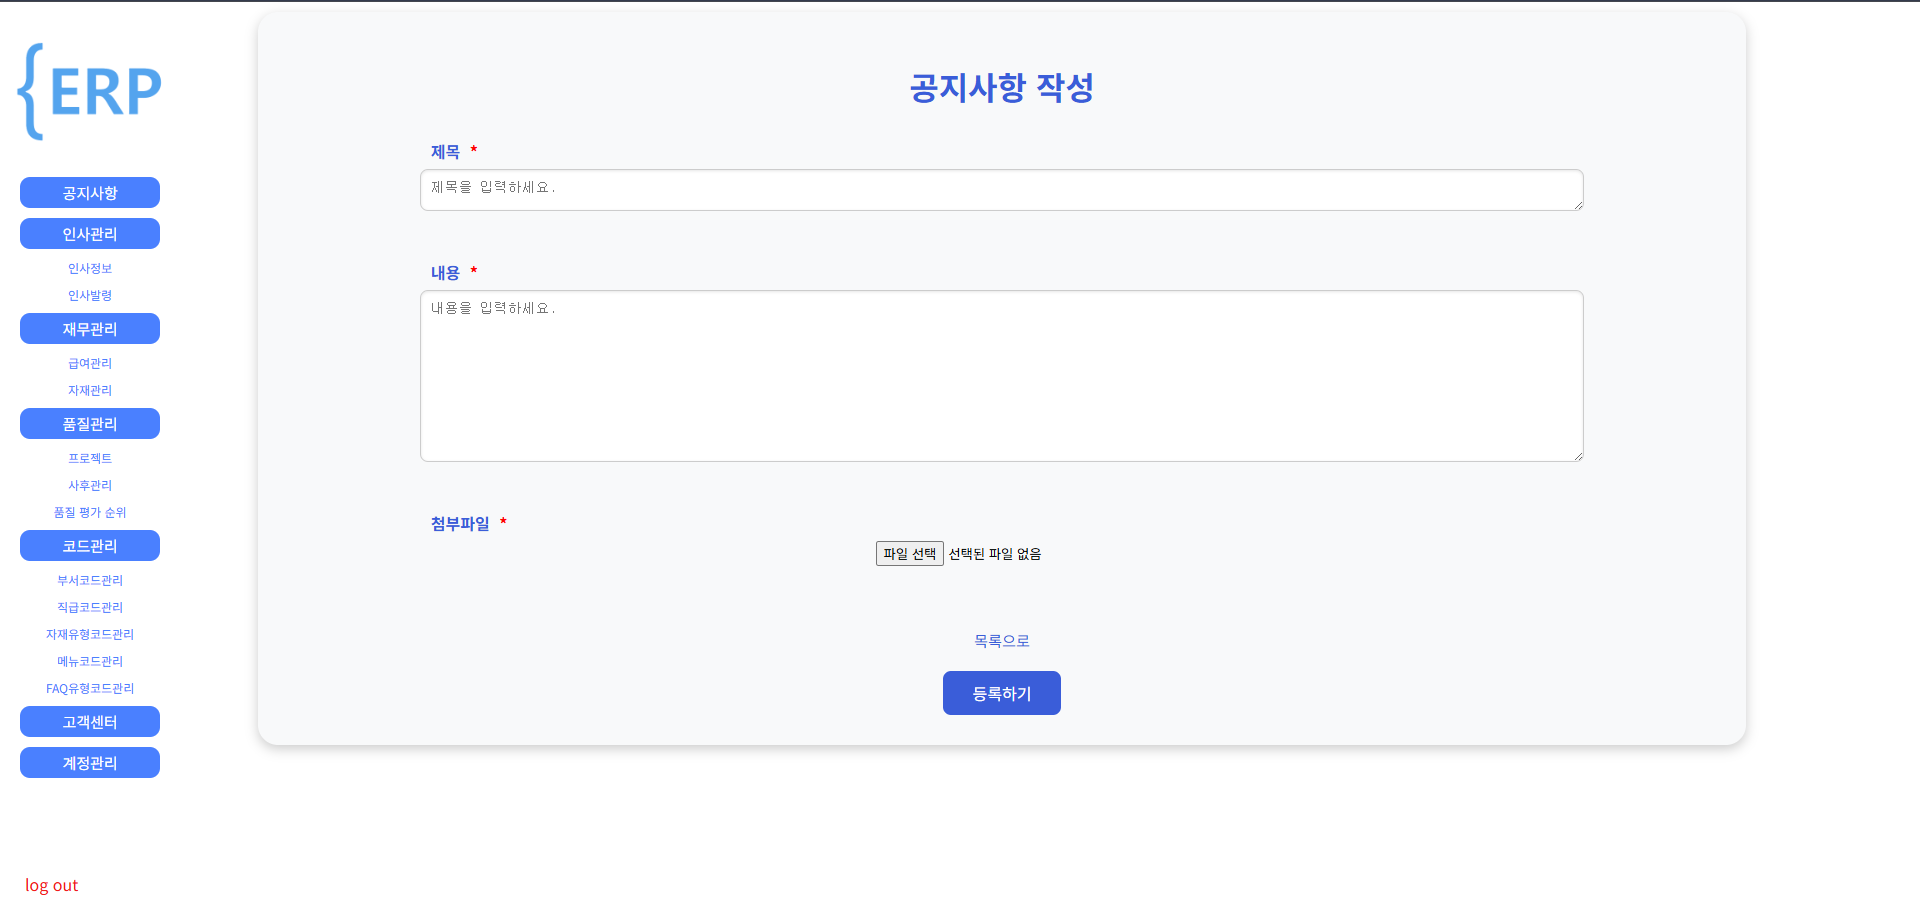 {ERP
공지사항
인사관리
인사정보
인사발령
재무관리
급여관리
자재관리
품질관리
프로젝트
사후관리
품질 평가 순위
코드관리
부서코드관리
직급코드관리
자재유형코드관리
메뉴코드관리
FAQ유형코드관리
고객센터
계정관리
log out
공지사항 작성
제목 *
제목을 입력하세요.
내용 *
내용을 입력하세요.
첨부파일 *
파일 선택 선택된 파일 없음
목록으로
등록하기